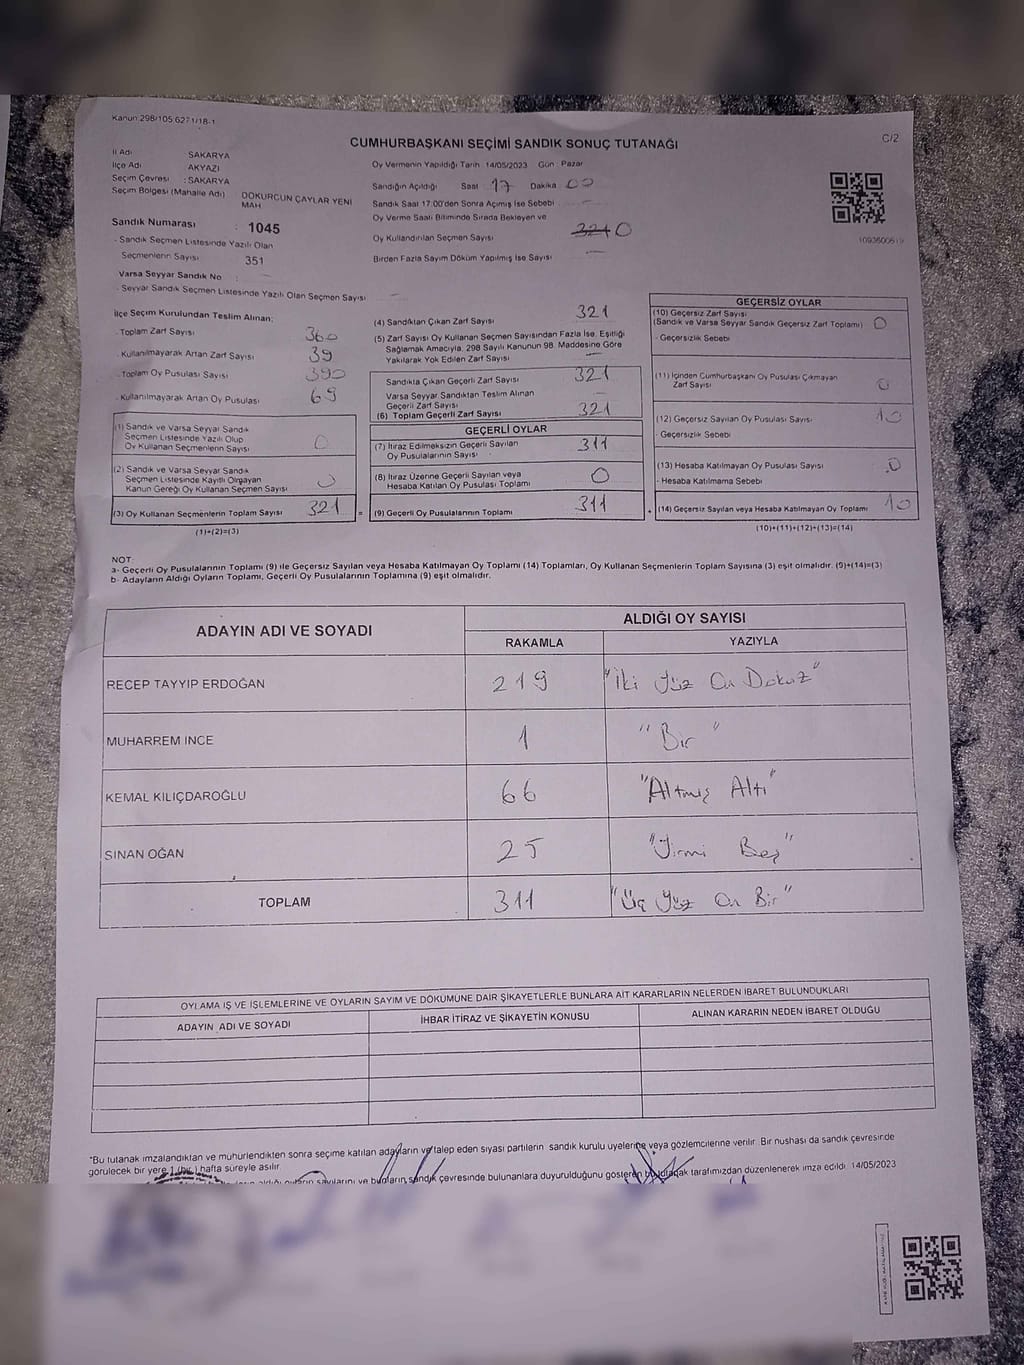 Kanun 298/105 627 1/18-1
C/2
CUMHURBAŞKANI SEÇİMİ SANDIK SONUÇ TUTANAĞI
İl Adı SAKARYA
İlçe Adı AKYAZI
Seçim Çevresi : SAKARYA
Seçim Bölgesi (Mahalle Adı) DOKURCUN ÇAYLAR YENİ MAH
Sandık Numarası : 1045
- Sandık Seçmen Listesinde Yazılı Olan
Seçmenlerin Sayısı 351
Varsa Seyyar Sandık No :
- Seyyar Sandık Seçmen Listesinde Yazılı Olan Seçmen Sayısı
Oy Vermenin Yapıldığı Tarih 14/05/2023 Gün : Pazar
Sandığın Açıldığı Saat 17 Dakika 00
Sandık Saat 17:00'den Sonra Açılmış İse Sebebi
Oy Verme Saati Bitiminde Sırada Bekleyen ve
Oy Kullandırılan Seçmen Sayısı 0
Birden Fazla Sayım Döküm Yapılmış İse Sayısı
İlçe Seçim Kurulundan Teslim Alınan:
- Toplam Zarf Sayısı 360
- Kullanılmayarak Artan Zarf Sayısı 39
- Toplam Oy Pusulası Sayısı 390
- Kullanılmayarak Artan Oy Pusulası 69
(1) Sandık ve Varsa Seyyar Sandık
Seçmen Listesinde Yazılı Olup
Oy Kullanan Seçmenlerin Sayısı 0
(2) Sandık ve Varsa Seyyar Sandık
Seçmen Listesinde Kayıtlı Olmayan
Kanun Gereği Oy Kullanan Seçmen Sayısı 0
(3) Oy Kullanan Seçmenlerin Toplam Sayısı 321 =
(1)+(2)=(3)
(4) Sandıktan Çıkan Zarf Sayısı 321
(5) Zarf Sayısı Oy Kullanan Seçmen Sayısından Fazla İse, Eşitliği
Sağlamak Amacıyla, 298 Sayılı Kanunun 98. Maddesine Göre
Yakılarak Yok Edilen Zarf Sayısı
Sandıkta Çıkan Geçerli Zarf Sayısı 321
Varsa Seyyar Sandıktan Teslim Alınan
Geçerli Zarf Sayısı
(6) Toplam Geçerli Zarf Sayısı 321
GEÇERLİ OYLAR
(7) İtiraz Edilmeksizin Geçerli Sayılan
Oy Pusulalarının Sayısı 311
(8) İtiraz Üzerine Geçerli Sayılan veya
Hesaba Katılan Oy Pusulası Toplamı 0
(9) Geçerli Oy Pusulalarının Toplamı 311 +
GEÇERSİZ OYLAR
(10) Geçersiz Zarf Sayısı
(Sandık ve Varsa Seyyar Sandık Geçersiz Zarf Toplamı) 0
- Geçersizlik Sebebi
(11) İçinden Cumhurbaşkanı Oy Pusulası Çıkmayan
Zarf Sayısı 0
(12) Geçersiz Sayılan Oy Pusulası Sayısı 10
- Geçersizlik Sebebi
(13) Hesaba Katılmayan Oy Pusulası Sayısı 0
- Hesaba Katılmama Sebebi
(14) Geçersiz Sayılan veya Hesaba Katılmayan Oy Toplamı 10
(10)+(11)+(12)+(13)=(14)
NOT:
a- Geçerli Oy Pusulalarının Toplamı (9) ile Geçersiz Sayılan veya Hesaba Katılmayan Oy Toplamı (14) Toplamları, Oy Kullanan Seçmenlerin Toplam Sayısına (3) eşit olmalıdır. (9)+(14)=(3)
b- Adayların Aldığı Oyların Toplamı, Geçerli Oy Pusulalarının Toplamına (9) eşit olmalıdır.
ADAYIN ADI VE SOYADI ALDIĞI OY SAYISI
RAKAMLA YAZIYLA
RECEP TAYYIP ERDOĞAN 219 "İki Yüz On Dokuz"
MUHARREM INCE 1 "Bir"
KEMAL KILIÇDAROĞLU 66 "Altmış Altı"
SINAN OĞAN 25 "Yirmi Beş"
TOPLAM 311 "Üç Yüz On Bir"
OYLAMA İŞ VE İŞLEMLERİNE VE OYLARIN SAYIM VE DÖKÜMÜNE DAİR ŞİKAYETLERLE BUNLARA AİT KARARLARIN NELERDEN İBARET BULUNDUKLARI
ADAYIN ADI VE SOYADI İHBAR İTİRAZ VE ŞİKAYETİN KONUSU ALINAN KARARIN NEDEN İBARET OLDUĞU
*Bu tutanak imzalandıktan ve mühürlendikten sonra seçime katılan adayların ve talep eden siyasi partilerin sandık kurulu üyelerine veya gözlemcilerine verilir. Bir nushası da sandık çevresinde
görülecek bir yere 1 (bir) hafta süreyle asılır.
aldığı oyların sayılarını ve bunların sandık çevresinde bulunanlara duyurulduğunu gösteren bu tutanak tarafımızdan düzenlenerek imza edildi. 14/05/2023